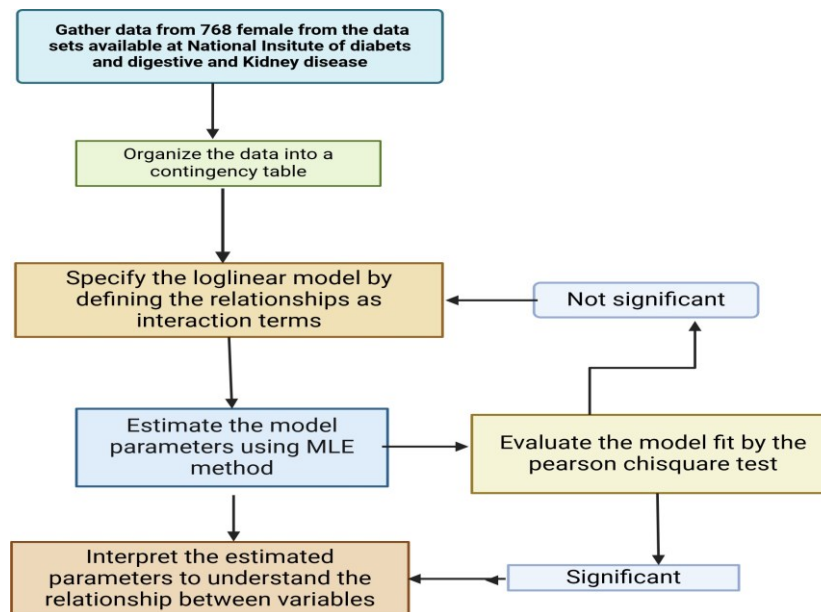 Gather data from 768 female from the data
sets available at National Insitute of diabets
and digestive and Kidney disease
Organize the data into a
contingency table
Specify the loglinear model by
defining the relationships as
interaction terms
Not significant
Estimate the model
parameters using MLE
method
Evaluate the model fit by the
pearson chisquare test
Interpret the estimated
parameters to understand the
relationship between variables
Significant